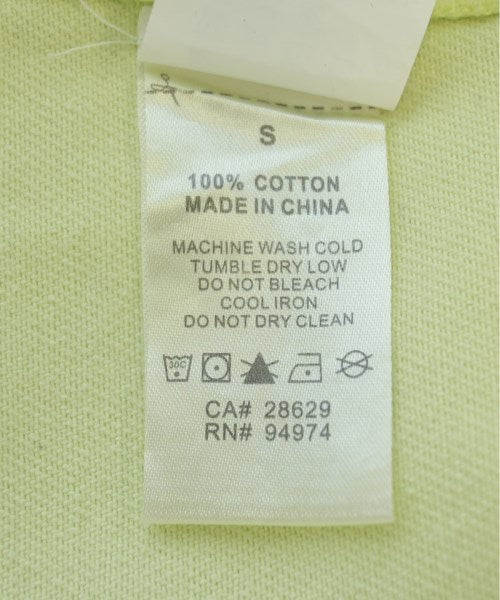 S
100% COTTON
MADE IN CHINA
MACHINE WASH COLD
TUMBLE DRY LOW
DO NOT BLEACH
COOL IRON
DO NOT DRY CLEAN
30C
CA# 28629
RN# 94974